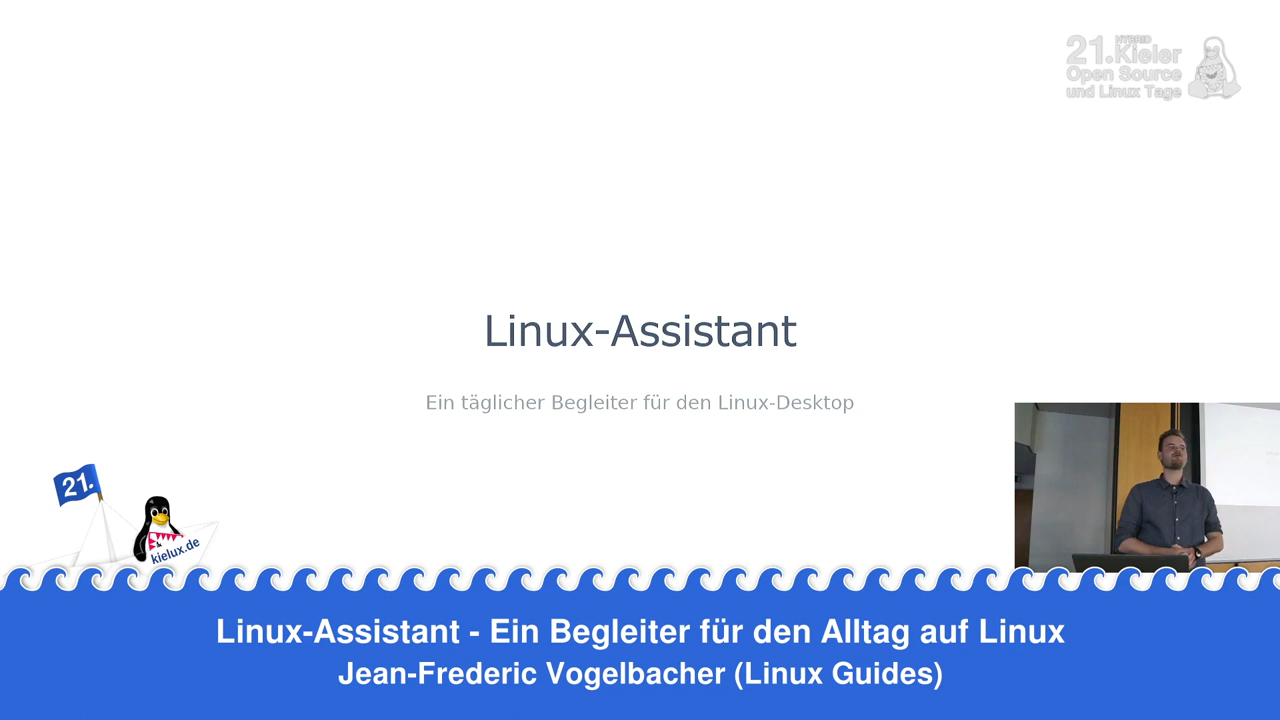 21.
HYBRID
Kieler
Open Source
und Linux Tage
Linux-Assistant
Ein täglicher Begleiter für den Linux-Desktop
21.
kielux.de
Linux-Assistant - Ein Begleiter für den Alltag auf Linux
Jean-Frederic Vogelbacher (Linux Guides)